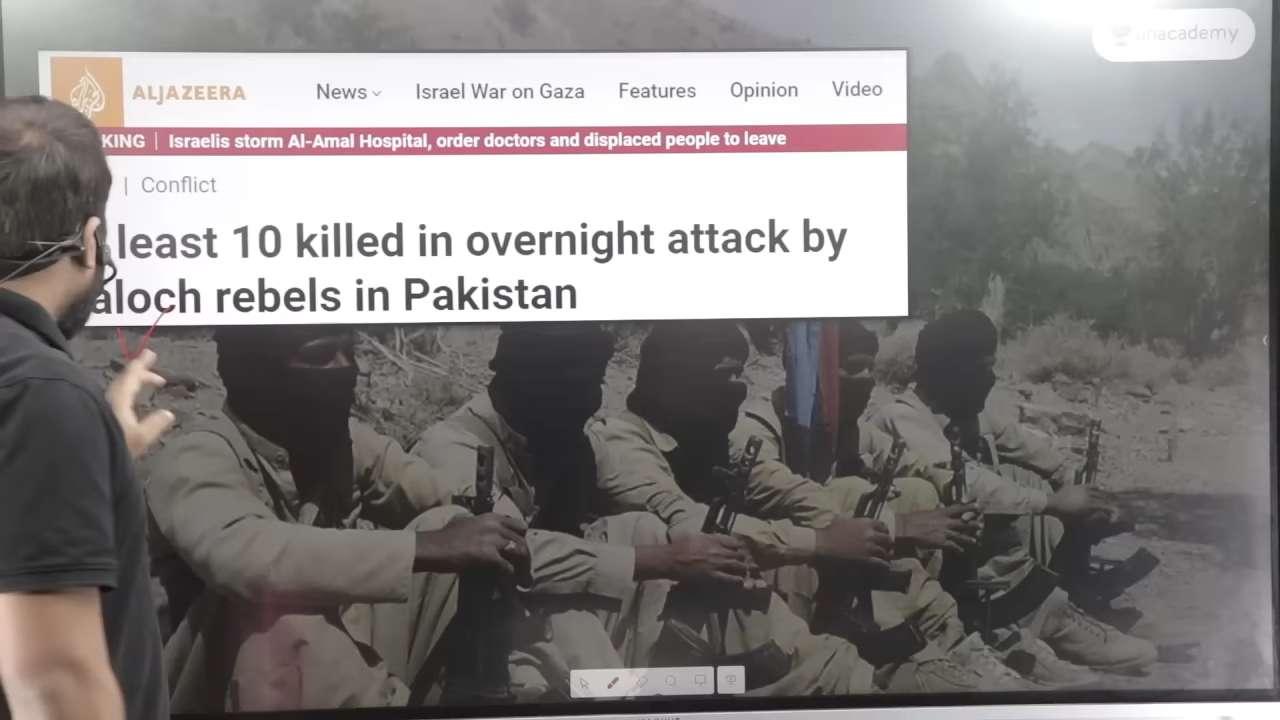 unacademy
ALJAZEERA
News Israel War on Gaza Features Opinion Video
KING | Israelis storm Al-Amal Hospital, order doctors and displaced people to leave
| Conflict
least 10 killed in overnight attack by
aloch rebels in Pakistan